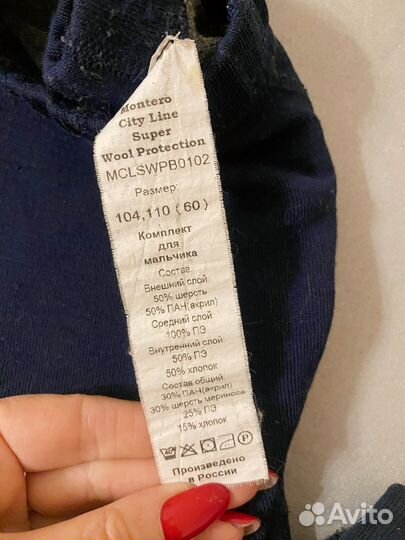 Montero
City Line
Super
Wool Protection
MCLSWPB0102
Размер:
104,110 (60)
Комплект
для
мальчика
Состав
Внешний слой
50% шерсть
50% ПАН(акрил)
Средний слой
100% ПЭ
Внутренний слой
50% ПЭ
50% хлопок
Состав общий
30% ПАН(акрил)
30% шерсть мериносов
25% ПЭ
15% хлопок
Произведено
в России
Avito